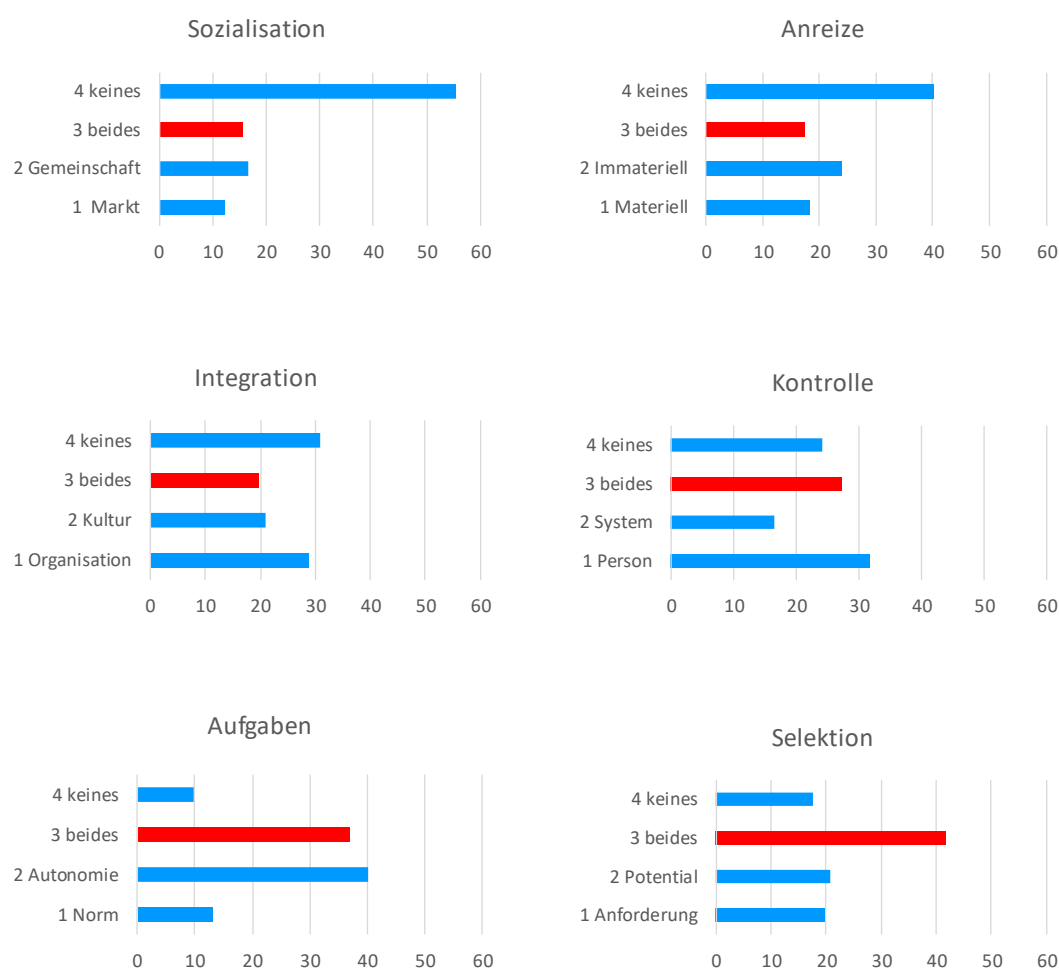 Sozialisation
4 keines
3 beides
2 Gemeinschaft
1 Markt
0 10 20 30 40 50 60
Anreize
4 keines
3 beides
2 Immateriell
1 Materiell
0 10 20 30 40 50 60
Integration
4 keines
3 beides
2 Kultur
1 Organisation
0 10 20 30 40 50 60
Kontrolle
4 keines
3 beides
2 System
1 Person
0 10 20 30 40 50 60
Aufgaben
4 keines
3 beides
2 Autonomie
1 Norm
0 10 20 30 40 50 60
Selektion
4 keines
3 beides
2 Potential
1 Anforderung
0 10 20 30 40 50 60